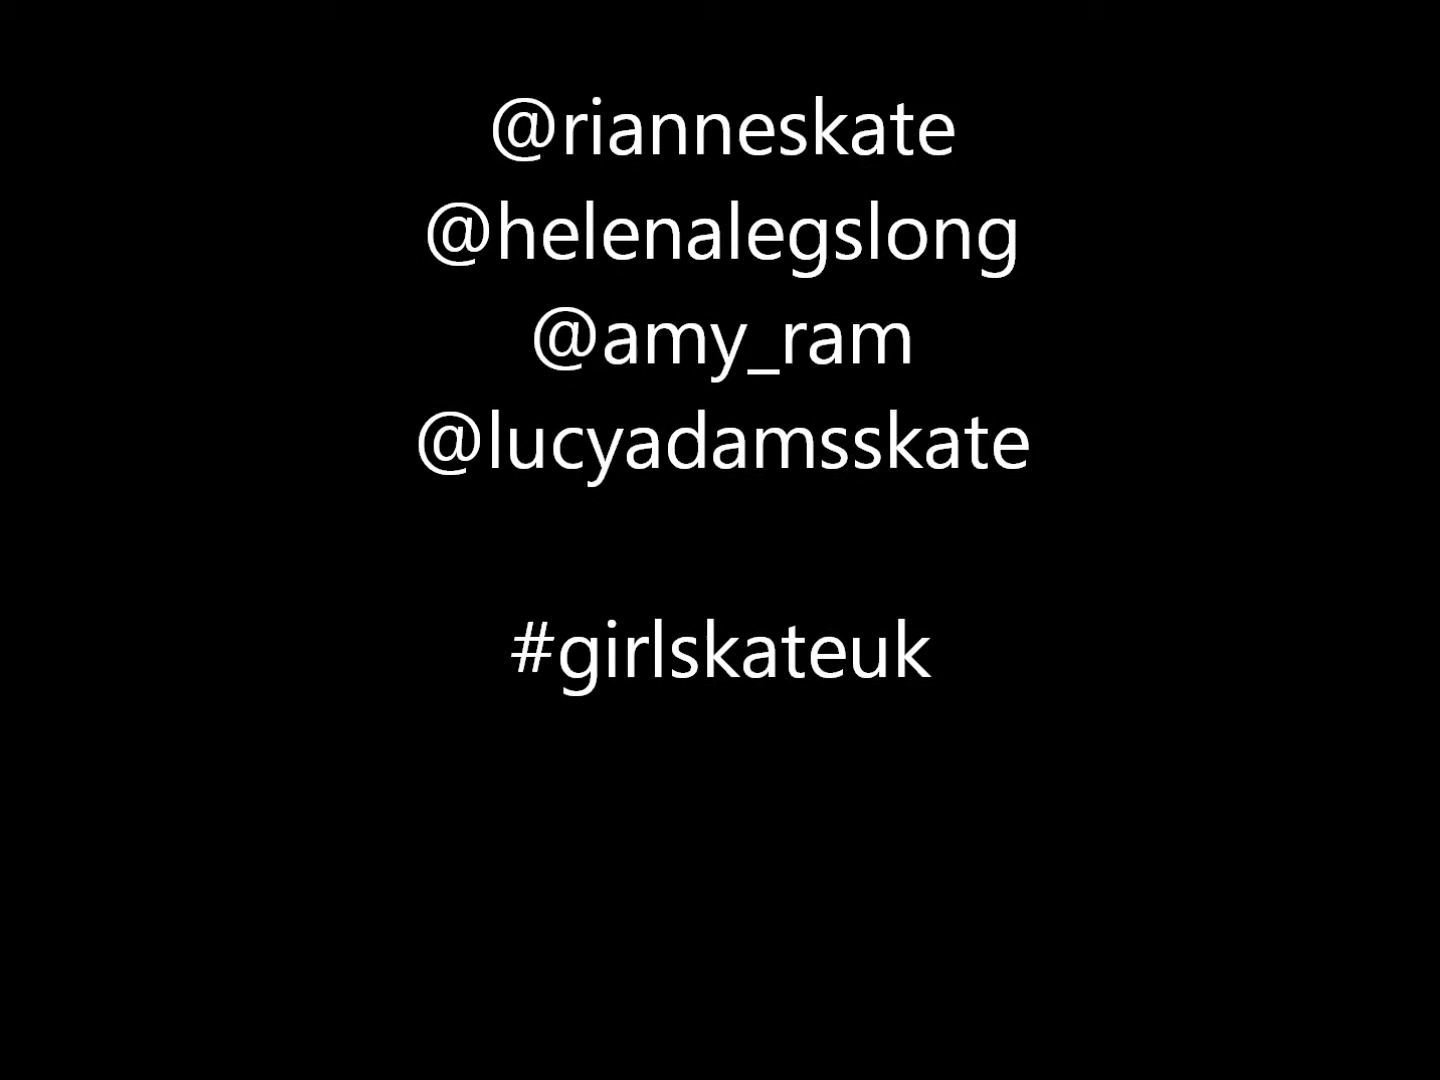 @rianneskate
@helenalegslong
@amy_ram
@lucyadamsskate
#girlskateuk